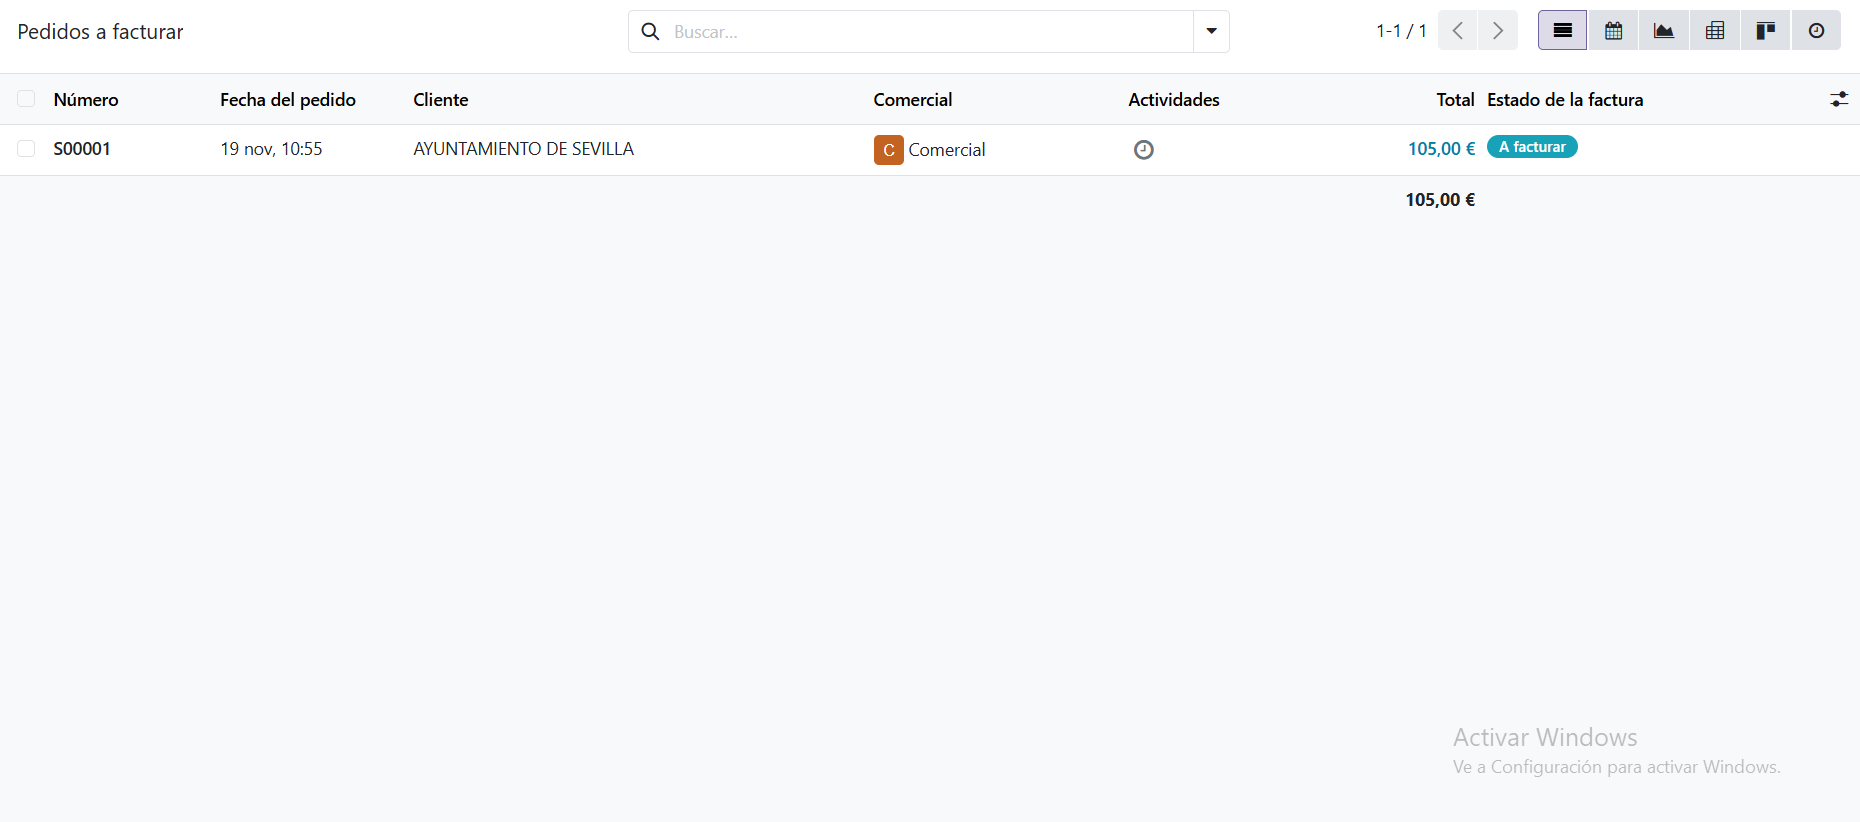 Pedidos a facturar
Buscar...
1-1 / 1
Número Fecha del pedido Cliente Comercial Actividades Total Estado de la factura
S00001 19 nov, 10:55 AYUNTAMIENTO DE SEVILLA C Comercial 105,00 € A facturar
105,00 €
Activar Windows
Ve a Configuración para activar Windows.